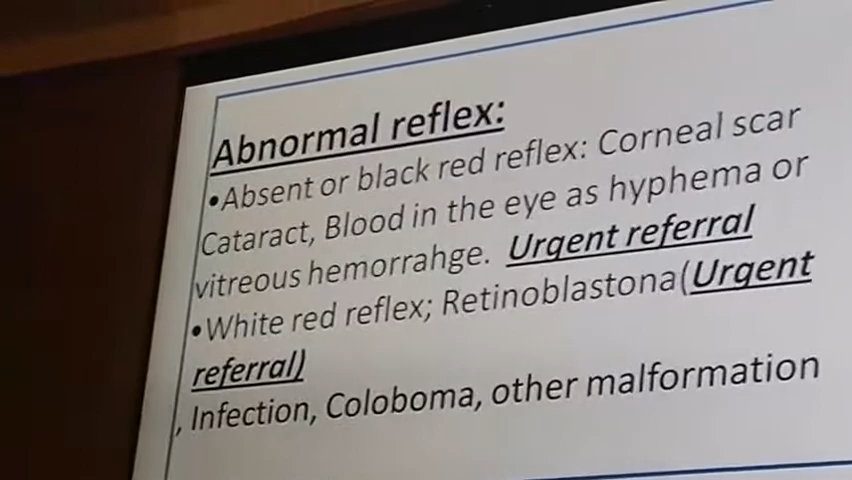 Abnormal reflex:
•Absent or black red reflex: Corneal scar
Cataract, Blood in the eye as hyphema or
vitreous hemorrahge. Urgent referral
•White red reflex; Retinoblastona(Urgent
referral)
, Infection, Coloboma, other malformation